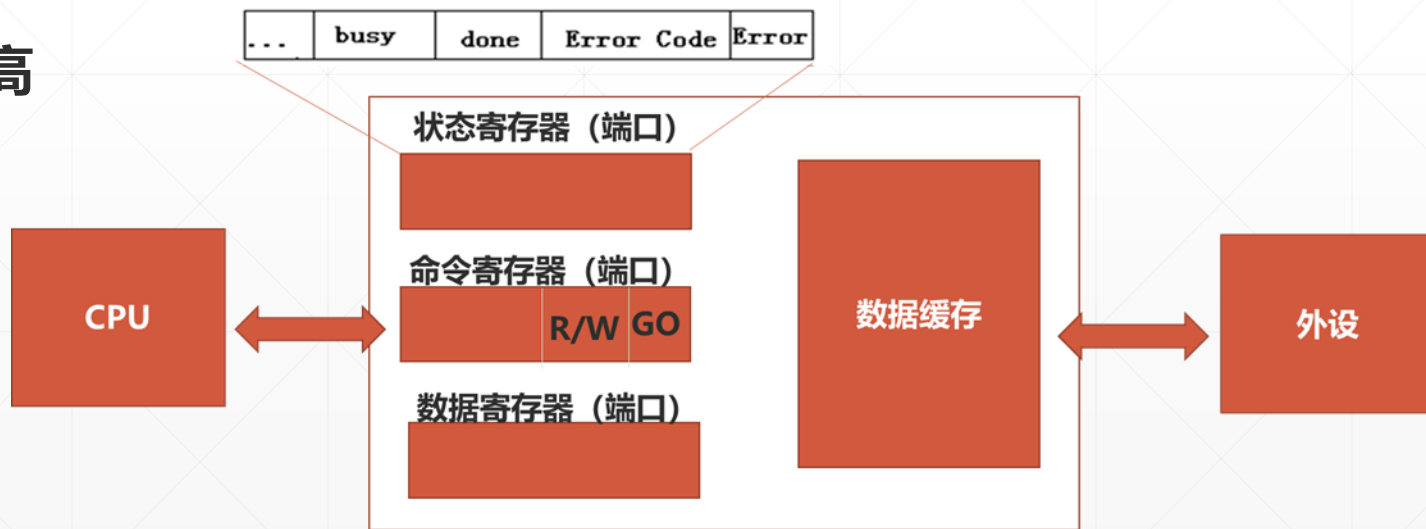 ... busy done Error Code Error
高
状态寄存器（端口）
命令寄存器（端口）
R/W GO
CPU
数据缓存
外设
数据寄存器（端口）